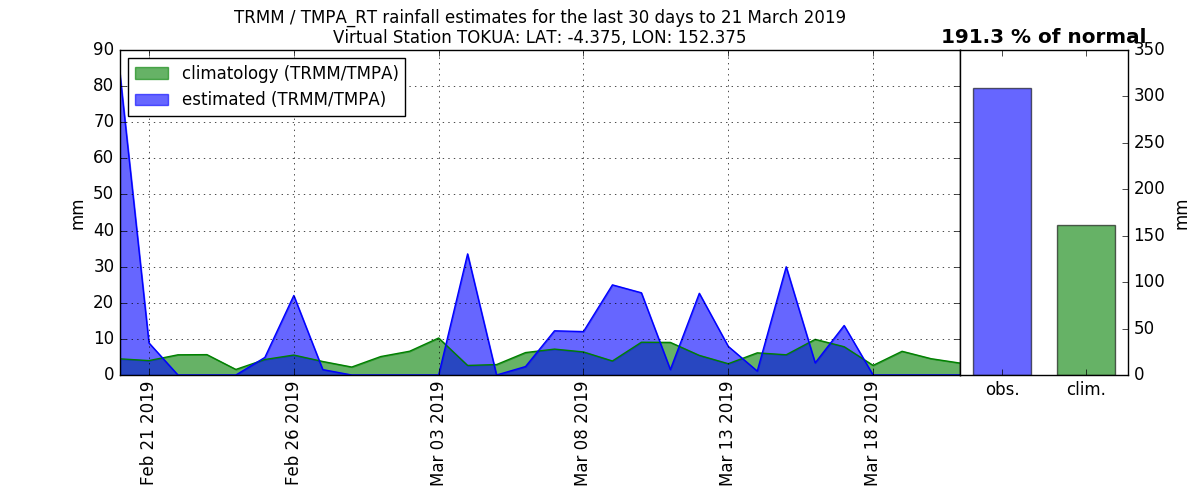 TRMM / TMPA_RT rainfall estimates for the last 30 days to 21 March 2019
Virtual Station TOKUA: LAT: -4.375, LON: 152.375
191.3 % of normal
climatology (TRMM/TMPA)
estimated (TRMM/TMPA)
mm
90
80
70
60
50
40
30
20
10
0
Feb 21 2019
Feb 26 2019
Mar 03 2019
Mar 08 2019
Mar 13 2019
Mar 18 2019
obs.
clim.
350
300
250
200
150
100
50
0
mm